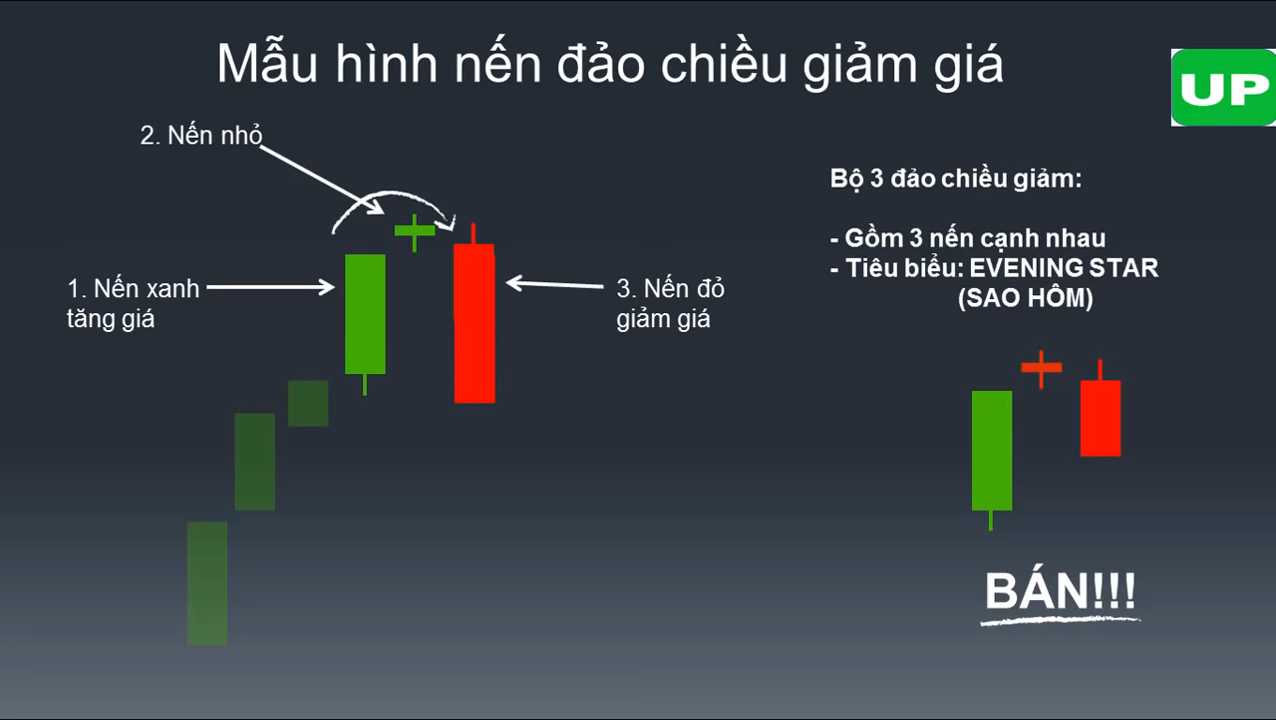 Mẫu hình nến đảo chiều giảm giá
UP
2. Nến nhỏ
Bộ 3 đảo chiều giảm:
- Gồm 3 nến cạnh nhau
- Tiêu biểu: EVENING STAR
(SAO HÔM)
1. Nến xanh
tăng giá
3. Nến đỏ
giảm giá
BÁN!!!